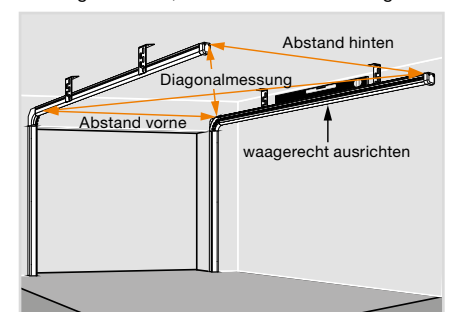 Abstand hinten
Diagonalmessung
Abstand vorne
waagerecht ausrichten